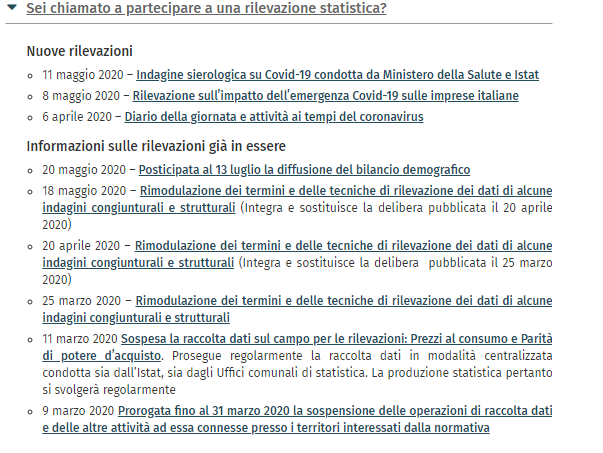 Sei chiamato a partecipare a una rilevazione statistica?
Nuove rilevazioni
11 maggio 2020 – Indagine sierologica su Covid-19 condotta da Ministero della Salute e Istat
8 maggio 2020 – Rilevazione sull'impatto dell'emergenza Covid-19 sulle imprese italiane
6 aprile 2020 – Diario della giornata e attività ai tempi del coronavirus
Informazioni sulle rilevazioni già in essere
20 maggio 2020 – Posticipata al 13 luglio la diffusione del bilancio demografico
18 maggio 2020 – Rimodulazione dei termini e delle tecniche di rilevazione dei dati di alcune
indagini congiunturali e strutturali (Integra e sostituisce la delibera pubblicata il 20 aprile
2020)
20 aprile 2020 – Rimodulazione dei termini e delle tecniche di rilevazione dei dati di alcune
indagini congiunturali e strutturali (Integra e sostituisce la delibera pubblicata il 25 marzo
2020)
25 marzo 2020 – Rimodulazione dei termini e delle tecniche di rilevazione dei dati di alcune
indagini congiunturali e strutturali
11 marzo 2020 Sospesa la raccolta dati sul campo per le rilevazioni: Prezzi al consumo e Parità
di potere d'acquisto. Prosegue regolarmente la raccolta dati in modalità centralizzata
condotta sia dall'Istat, sia dagli Uffici comunali di statistica. La produzione statistica pertanto
si svolgerà regolarmente
9 marzo 2020 Prorogata fino al 31 marzo 2020 la sospensione delle operazioni di raccolta dati
e delle altre attività ad essa connesse presso i territori interessati dalla normativa